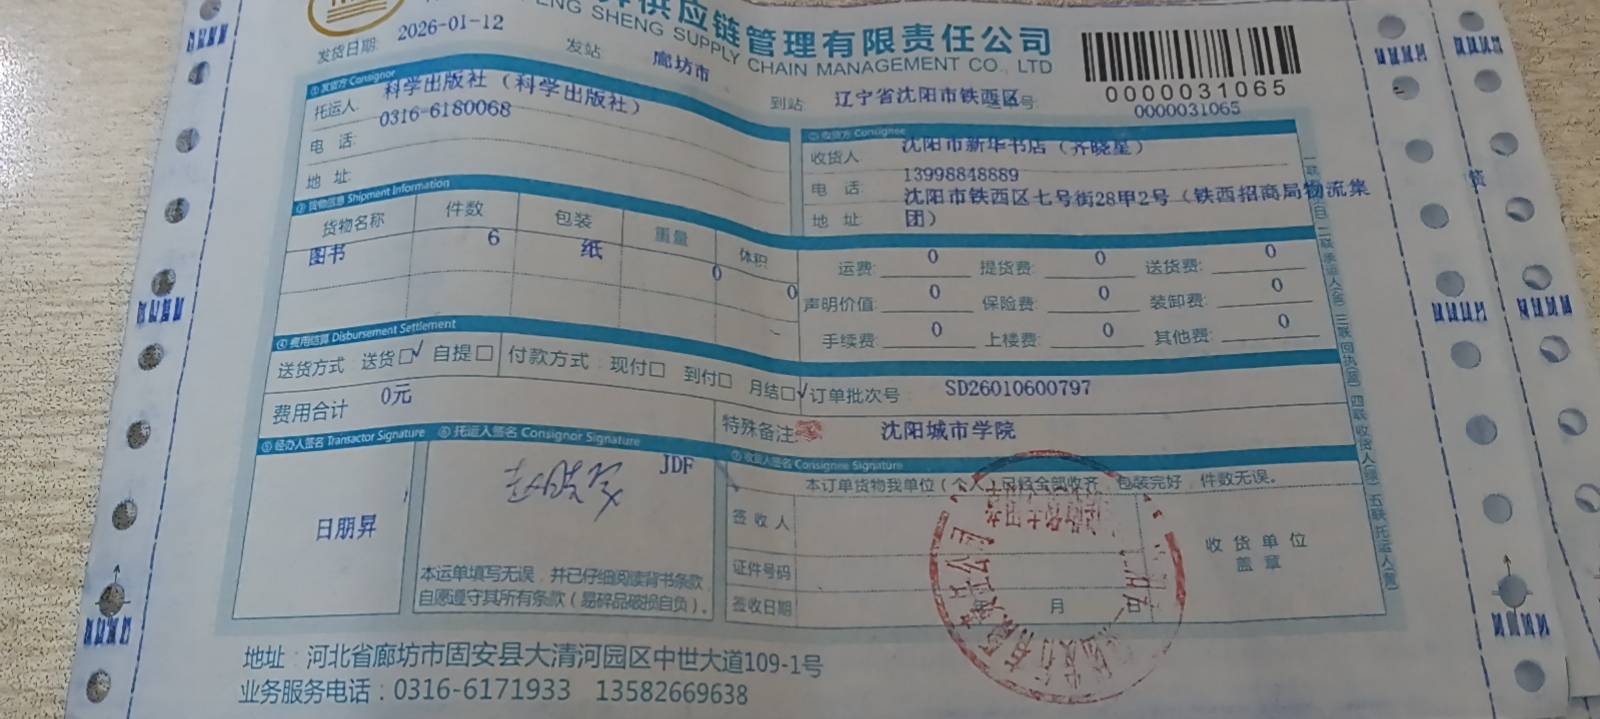 供应链管理有限责任公司
SHENG SUPPLY CHAIN MANAGEMENT CO., LTD
发货日期: 2026-01-12
发站 廊坊市
到站: 辽宁省沈阳市铁西区
0000031065
0000031065
①发货方 Consignor
托运人: 科学出版社（科学出版社）
电 话: 0316-6180068
地 址:
②收货方 Consignee
收货人 沈阳市新华书店（齐晓星）
电 话 13998848889
地 址 沈阳市铁西区七号街28甲2号（铁西招商局物流集
团）
③货物信息 Shipment Information
货物名称 件数 包装 重量 体积
图书 6 纸 0 0
运费: 0 提货费: 0 送货费: 0
声明价值: 0 保险费: 0 装卸费: 0
手续费: 0 上楼费: 0 其他费: 0
④费用结算 Disbursement Settlement
送货方式 送货□√ 自提□ 付款方式: 现付□ 到付□ 月结□√ 订单批次号 SD26010600797
费用合计 0元
特殊备注: 沈阳城市学院
⑤经办人签名 Transactor Signature
日朋昇
⑥托运人签名 Consignor Signature
JDF
本运单填写无误，并已仔细阅读背书条款，
自愿遵守其所有条款（易碎品破损自负）。
⑦收货人签名 Consignee Signature
本订单货物我单位（个人）已经全部收齐，包装完好，件数无误。
签收人
证件号码
签收日期 年 月 日
收货单位
盖章
地址：河北省廊坊市固安县大清河园区中世大道109-1号
业务服务电话：0316-6171933 13582669638